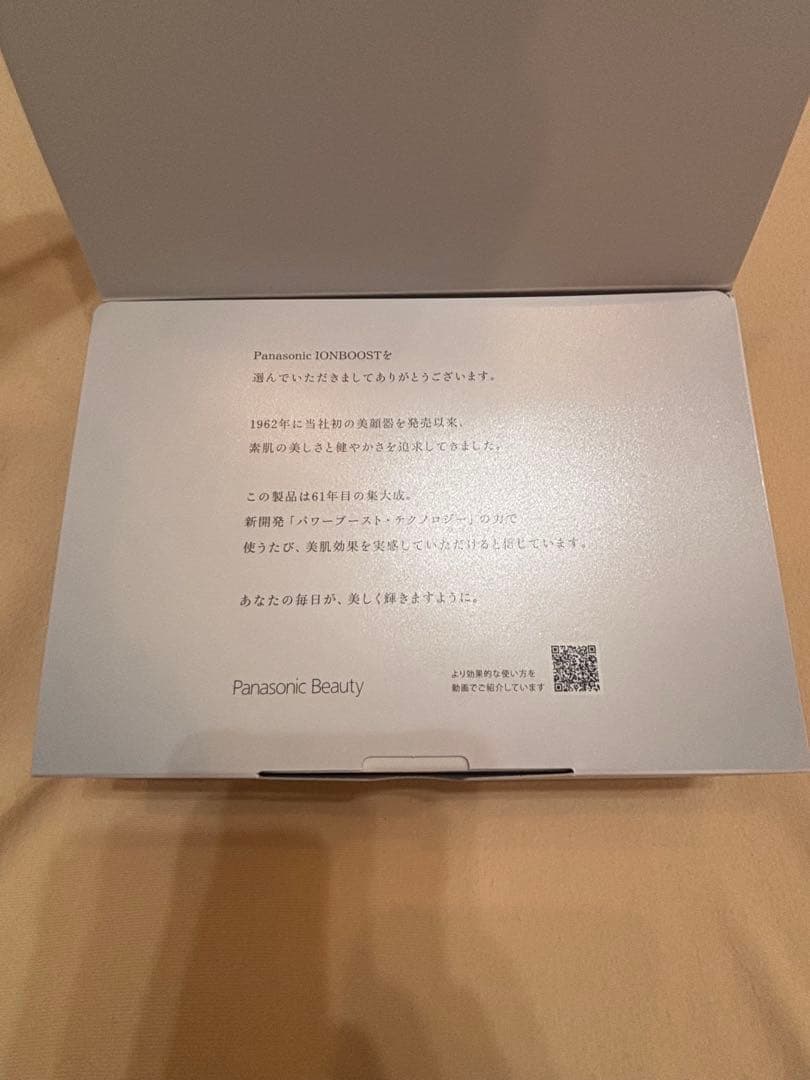 Panasonic IONBOOSTを
選んでいただきましてありがとうございます。
1962年に当社初の美顔器を発売以来、
素肌の美しさと健やかさを追求してきました。
この製品は61年目の集大成。
新開発「パワーブースト・テクノロジー」の力で
使うたび、美肌効果を実感していただけると信じています。
あなたの毎日が、美しく輝きますように。
Panasonic Beauty
より効果的な使い方を
動画でご紹介しています